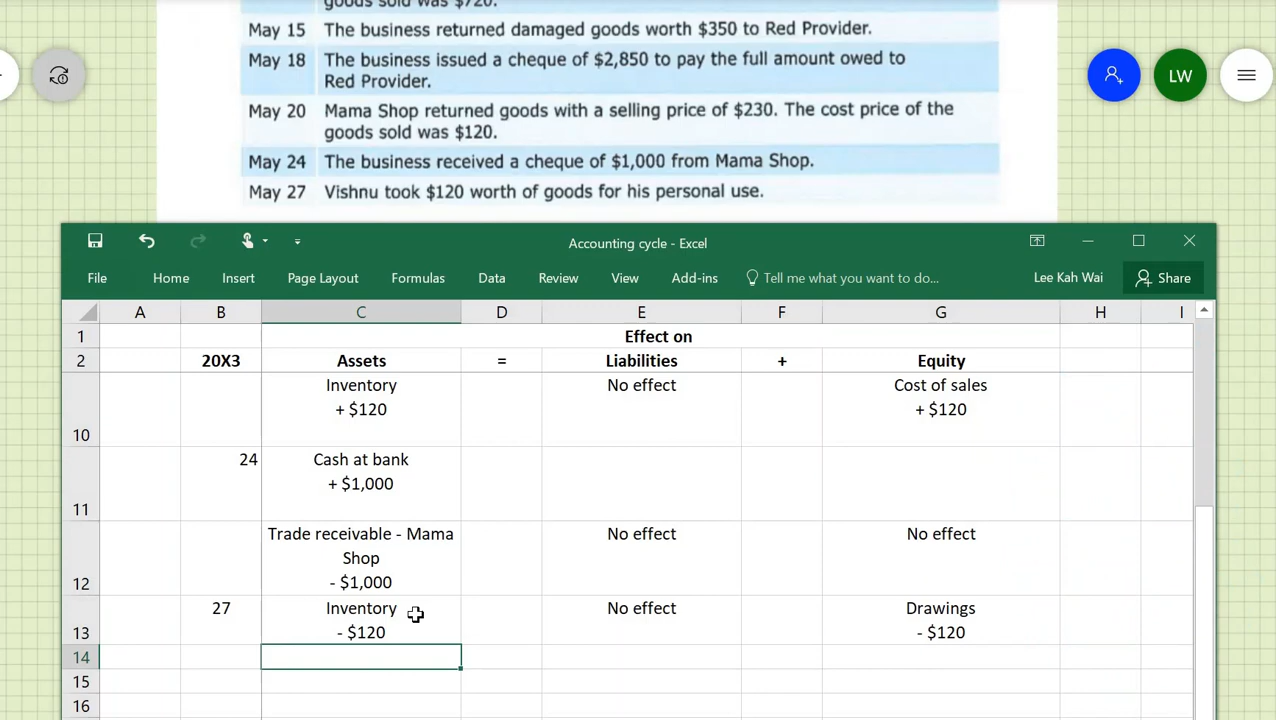 goods sold was $720.
May 15 The business returned damaged goods worth $350 to Red Provider.
May 18 The business issued a cheque of $2,850 to pay the full amount owed to
Red Provider.
May 20 Mama Shop returned goods with a selling price of $230. The cost price of the
goods sold was $120.
May 24 The business received a cheque of $1,000 from Mama Shop.
May 27 Vishnu took $120 worth of goods for his personal use.
LW
Accounting cycle - Excel
File Home Insert Page Layout Formulas Data Review View Add-ins Tell me what you want to do... Lee Kah Wai Share
A B C D E F G H I
1 Effect on
2 20X3 Assets = Liabilities + Equity
Inventory No effect Cost of sales
+ $120 + $120
10
24 Cash at bank
+ $1,000
11
Trade receivable - Mama No effect No effect
Shop
12 - $1,000
27 Inventory No effect Drawings
13 - $120 - $120
14
15
16